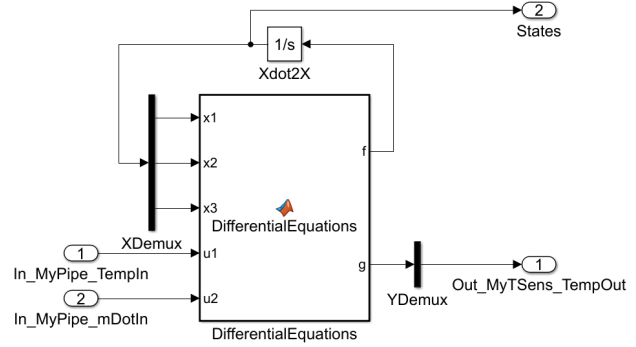 2
States
1/s
Xdot2X
x1
x2
x3
u1
u2
f
g
DifferentialEquations
XDemux
1
In_MyPipe_TempIn
2
In_MyPipe_mDotIn
YDemux
1
Out_MyTSens_TempOut
DifferentialEquations